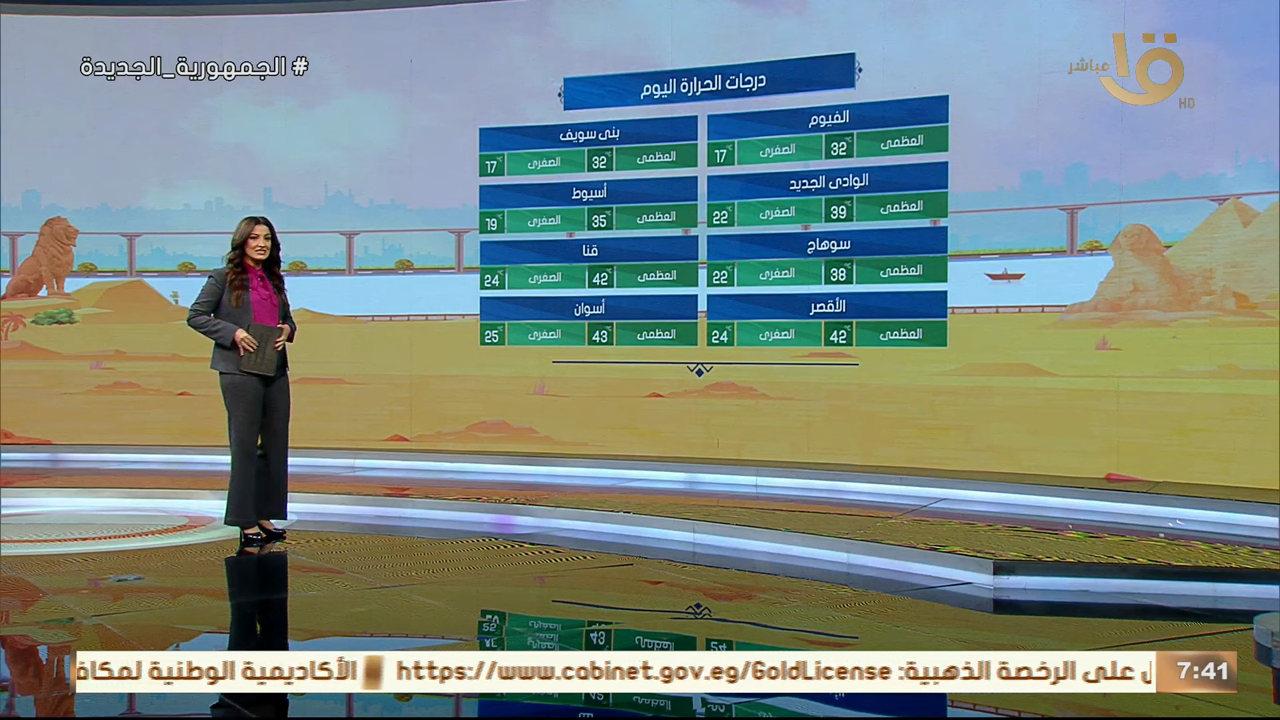 #الجمهورية_الجديدة
مباشر
HD
درجات الحرارة اليوم
الفيوم
العظمى 32°C الصغرى 17°C
بنى سويف
العظمى 32°C الصغرى 17°C
الوادى الجديد
العظمى 39°C الصغرى 22°C
أسيوط
العظمى 35°C الصغرى 19°C
سوهاج
العظمى 38°C الصغرى 22°C
قنا
العظمى 42°C الصغرى 24°C
الأقصر
العظمى 42°C الصغرى 24°C
أسوان
العظمى 43°C الصغرى 25°C
7:41
على الرخصة الذهبية: https://www.cabinet.gov.eg/GoldLicense الأكاديمية الوطنية